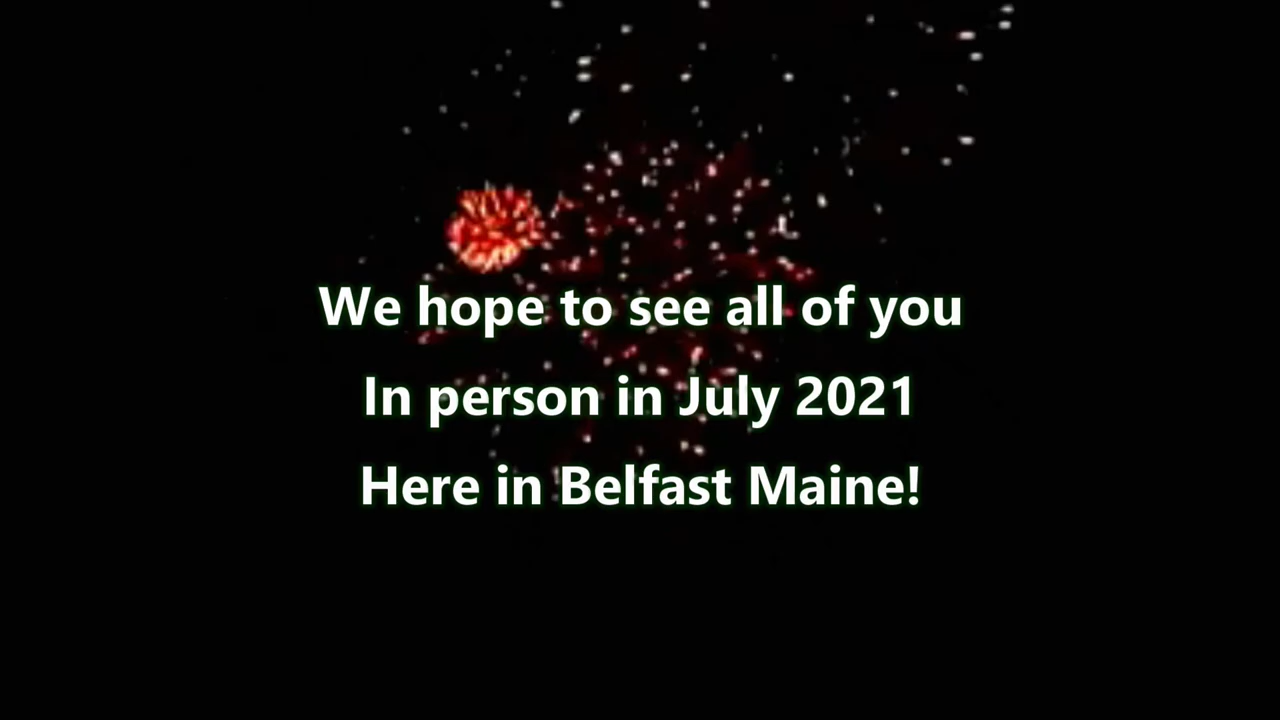 We hope to see all of you
In person in July 2021
Here in Belfast Maine!